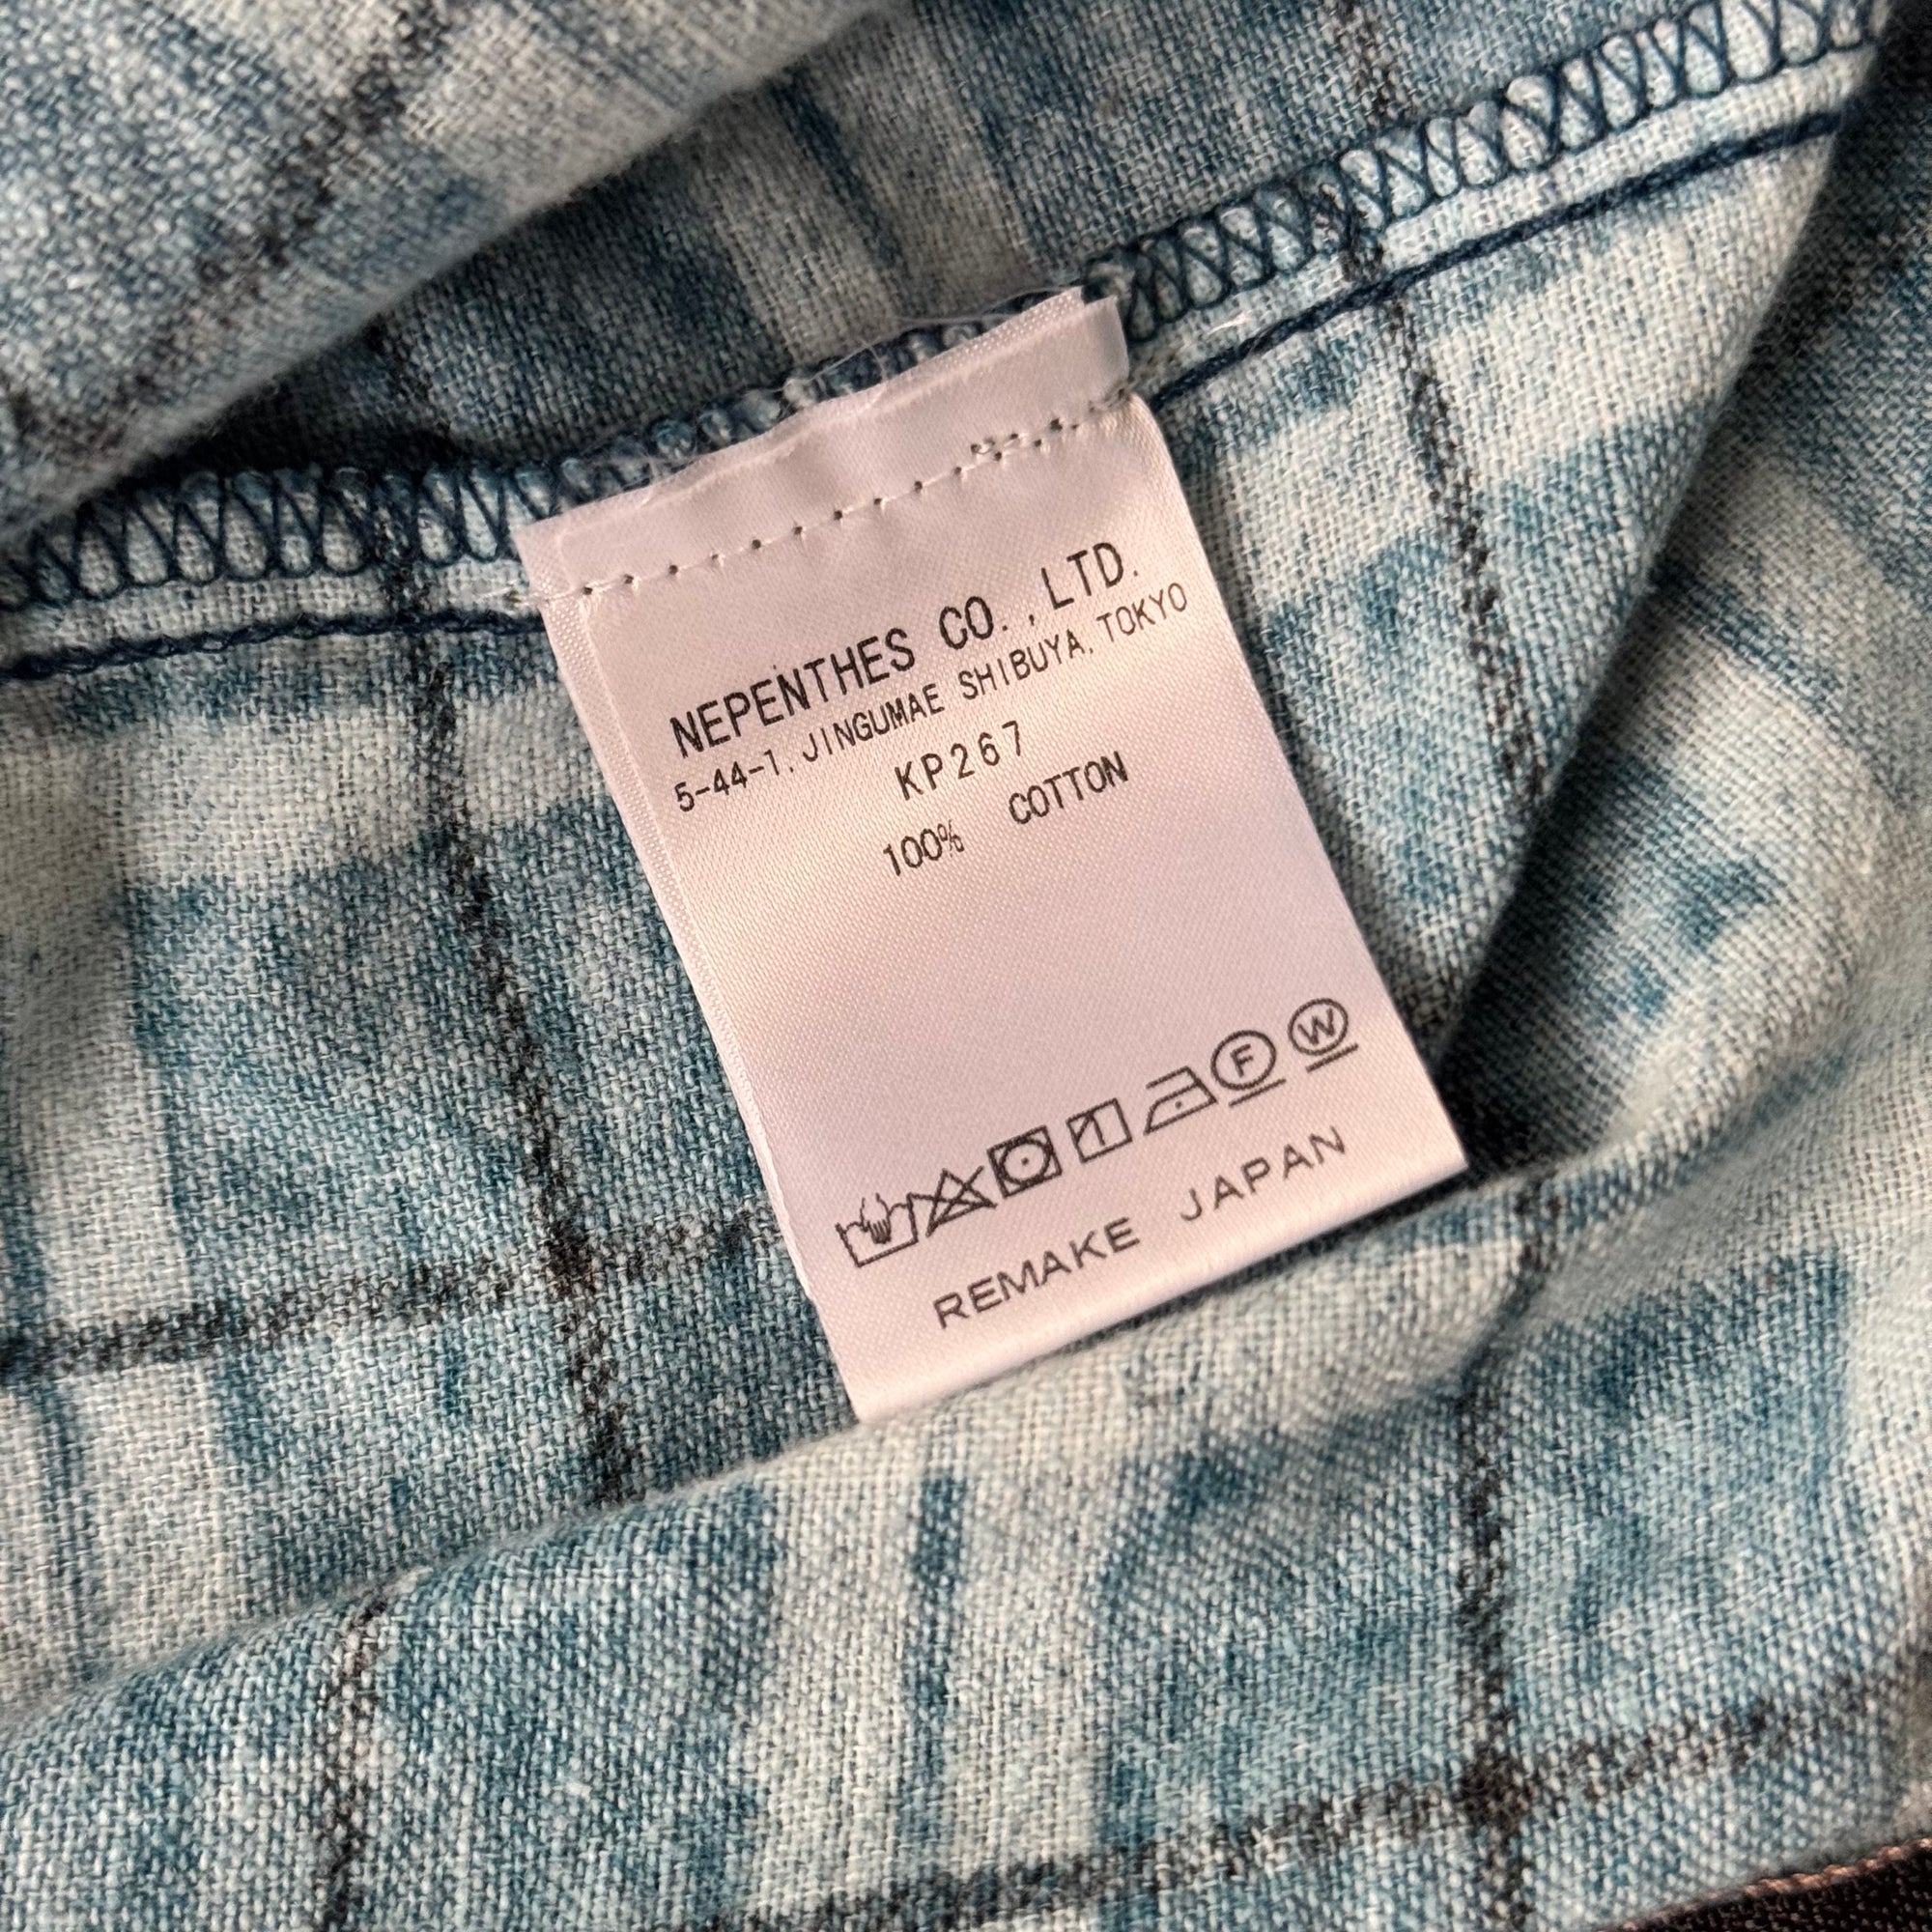 NEPENTHES CO.,LTD.
5-44-1, JINGUMAE SHIBUYA, TOKYO
KP267
100% COTTON
F W
REMAKE JAPAN